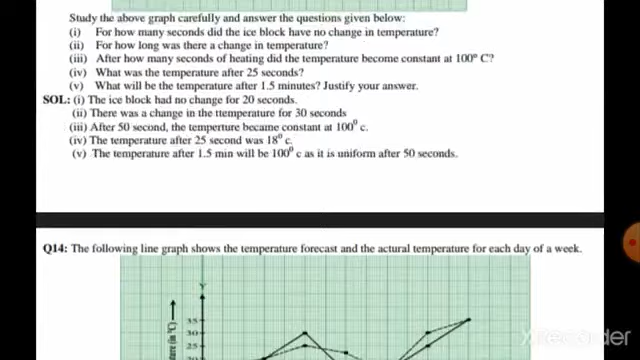 Study the above graph carefully and answer the questions given below:
(i) For how many seconds did the ice block have no change in temperature?
(ii) For how long was there a change in temperature?
(iii) After how many seconds of heating did the temperature become constant at 100° C?
(iv) What was the temperature after 25 seconds?
(v) What will be the temperature after 1.5 minutes? Justify your answer.
SOL: (i) The ice block had no change for 20 seconds.
(ii) There was a change in the ttemperature for 30 seconds
(iii) After 50 second, the temperture became constant at 100⁰ c.
(iv) The temperature after 25 second was 18⁰ c.
(v) The temperature after 1.5 min will be 100⁰ c as it is uniform after 50 seconds.
Q14: The following line graph shows the temperature forecast and the actural temperature for each day of a week.
Y
35
30
25
(in °C)